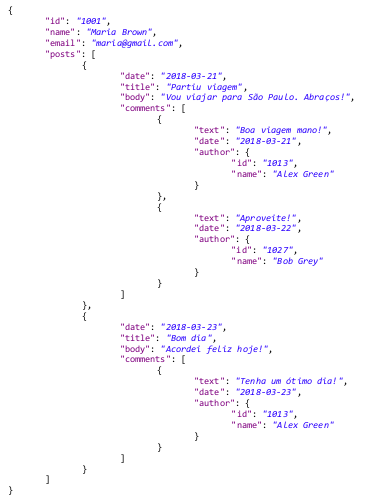 {
"id": "1001",
"name": "Maria Brown",
"email": "maria@gmail.com",
"posts": [
{
"date": "2018-03-21",
"title": "Partiu viagem",
"body": "Vou viajar para São Paulo. Abraços!",
"comments": [
{
"text": "Boa viagem mano!",
"date": "2018-03-21",
"author": {
"id": "1013",
"name": "Alex Green"
}
},
{
"text": "Aproveite!",
"date": "2018-03-22",
"author": {
"id": "1027",
"name": "Bob Grey"
}
}
]
},
{
"date": "2018-03-23",
"title": "Bom dia",
"body": "Acordei feliz hoje!",
"comments": [
{
"text": "Tenha um ótimo dia!",
"date": "2018-03-23",
"author": {
"id": "1013",
"name": "Alex Green"
}
}
]
}
]
}